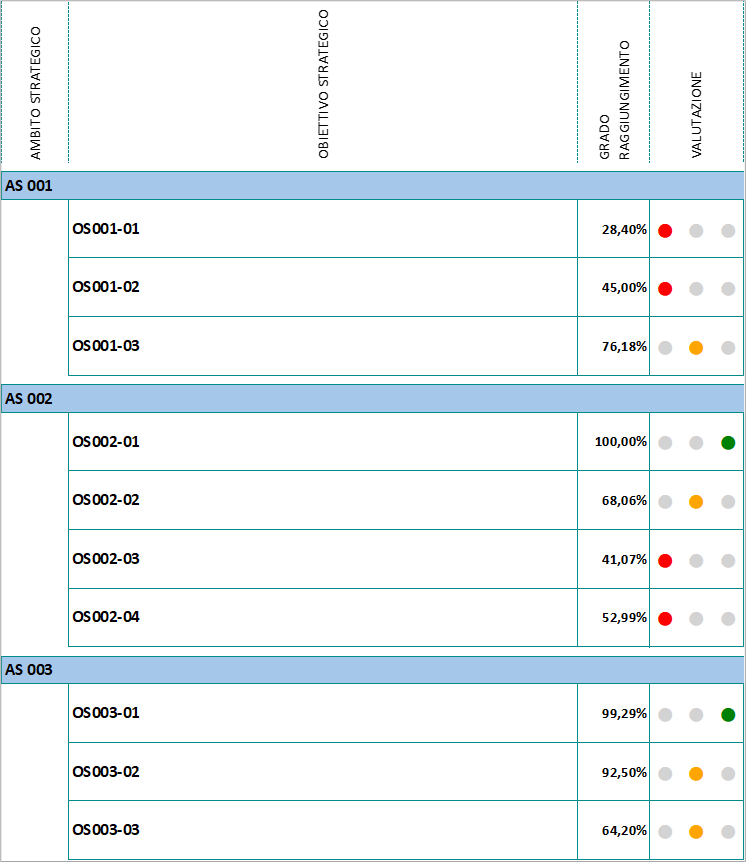 AMBITO STRATEGICO
OBIETTIVO STRATEGICO
GRADO
RAGGIUNGIMENTO
VALUTAZIONE
AS 001
OS001-01 28,40%
OS001-02 45,00%
OS001-03 76,18%
AS 002
OS002-01 100,00%
OS002-02 68,06%
OS002-03 41,07%
OS002-04 52,99%
AS 003
OS003-01 99,29%
OS003-02 92,50%
OS003-03 64,20%